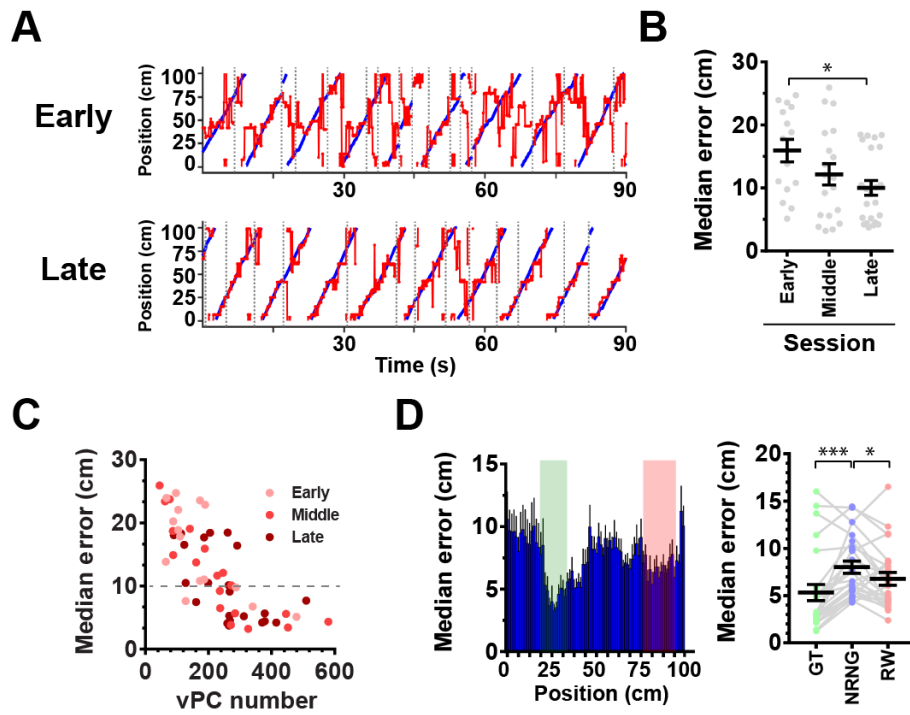 A
Early
Position (cm)
100
75
50
25
0
30
60
90
Late
Position (cm)
100
75
50
25
0
30
60
90
Time (s)
B
Median error (cm)
30
20
10
0
*
Early
Middle
Late
Session
C
Median error (cm)
30
20
10
0
Early
Middle
Late
0
200
400
600
vPC number
D
Median error (cm)
15
10
5
0
0
25
50
75
100
Position (cm)
Median error (cm)
20
15
10
5
0
***
*
GT
NRNG
RW